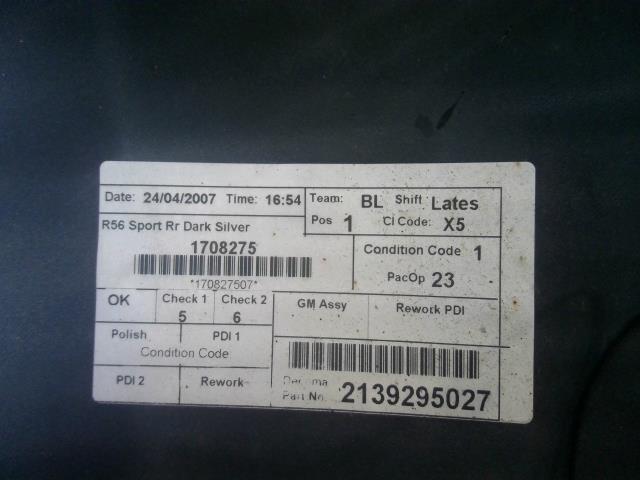 Date: 24/04/2007 Time: 16:54
Team: BL Shift Lates
Pos 1 Cl Code: X5
R56 Sport Rr Dark Silver
1708275
*170827507*
Condition Code 1
PacOp 23
OK Check 1 Check 2
5 6
GM Assy Rework PDI
Polish PDI 1
Condition Code
PDI 2 Rework
Part No. 2139295027